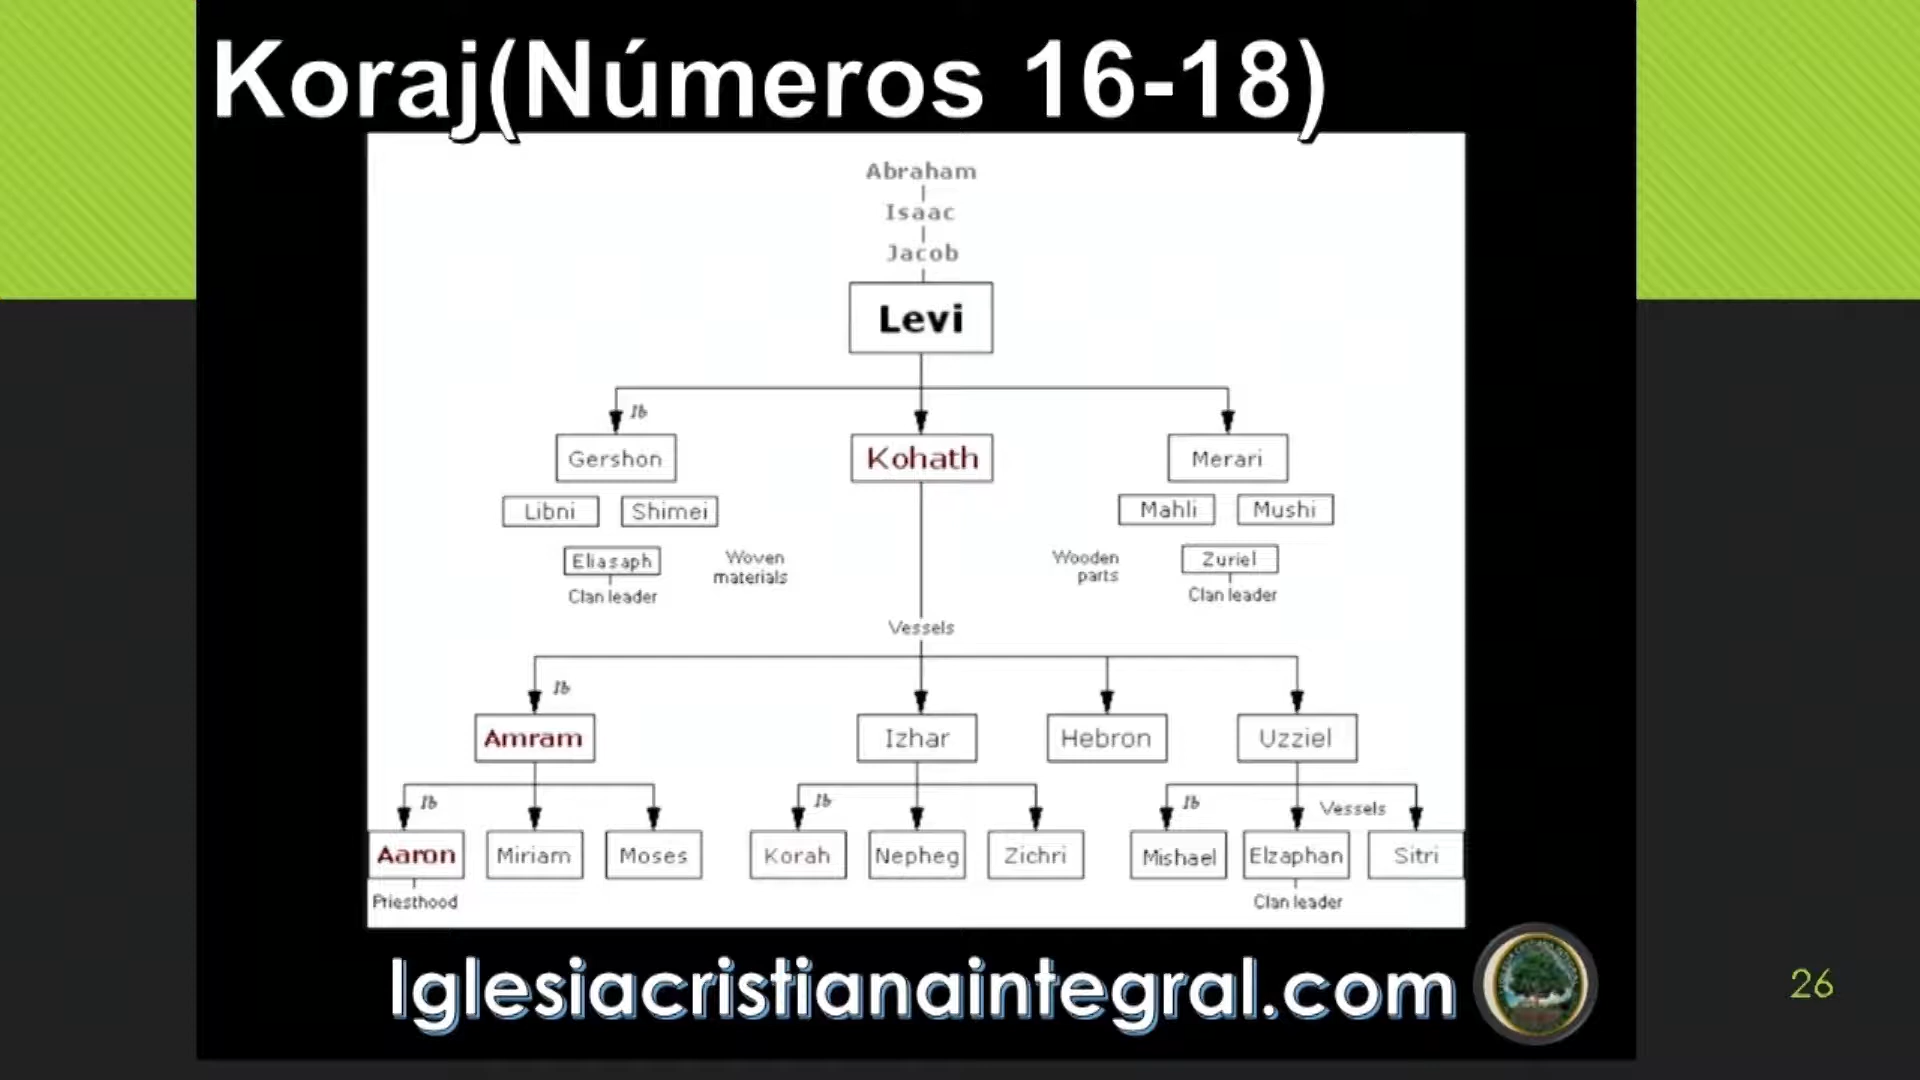 Koraj(Números 16-18)
Abraham
Isaac
Jacob
Levi
Ib
Gershon
Kohath
Merari
Libni
Shimei
Mahli
Mushi
Eliasaph
Woven
materials
Wooden
parts
Zuriel
Clan leader
Clan leader
Vessels
Ib
Amram
Izhar
Hebron
Uzziel
Ib
Ib
Ib
Vessels
Aaron
Miriam
Moses
Korah
Nepheg
Zichri
Mishael
Elzaphan
Sitri
Priesthood
Clan leader
Iglesiacristianaintegral.com
26